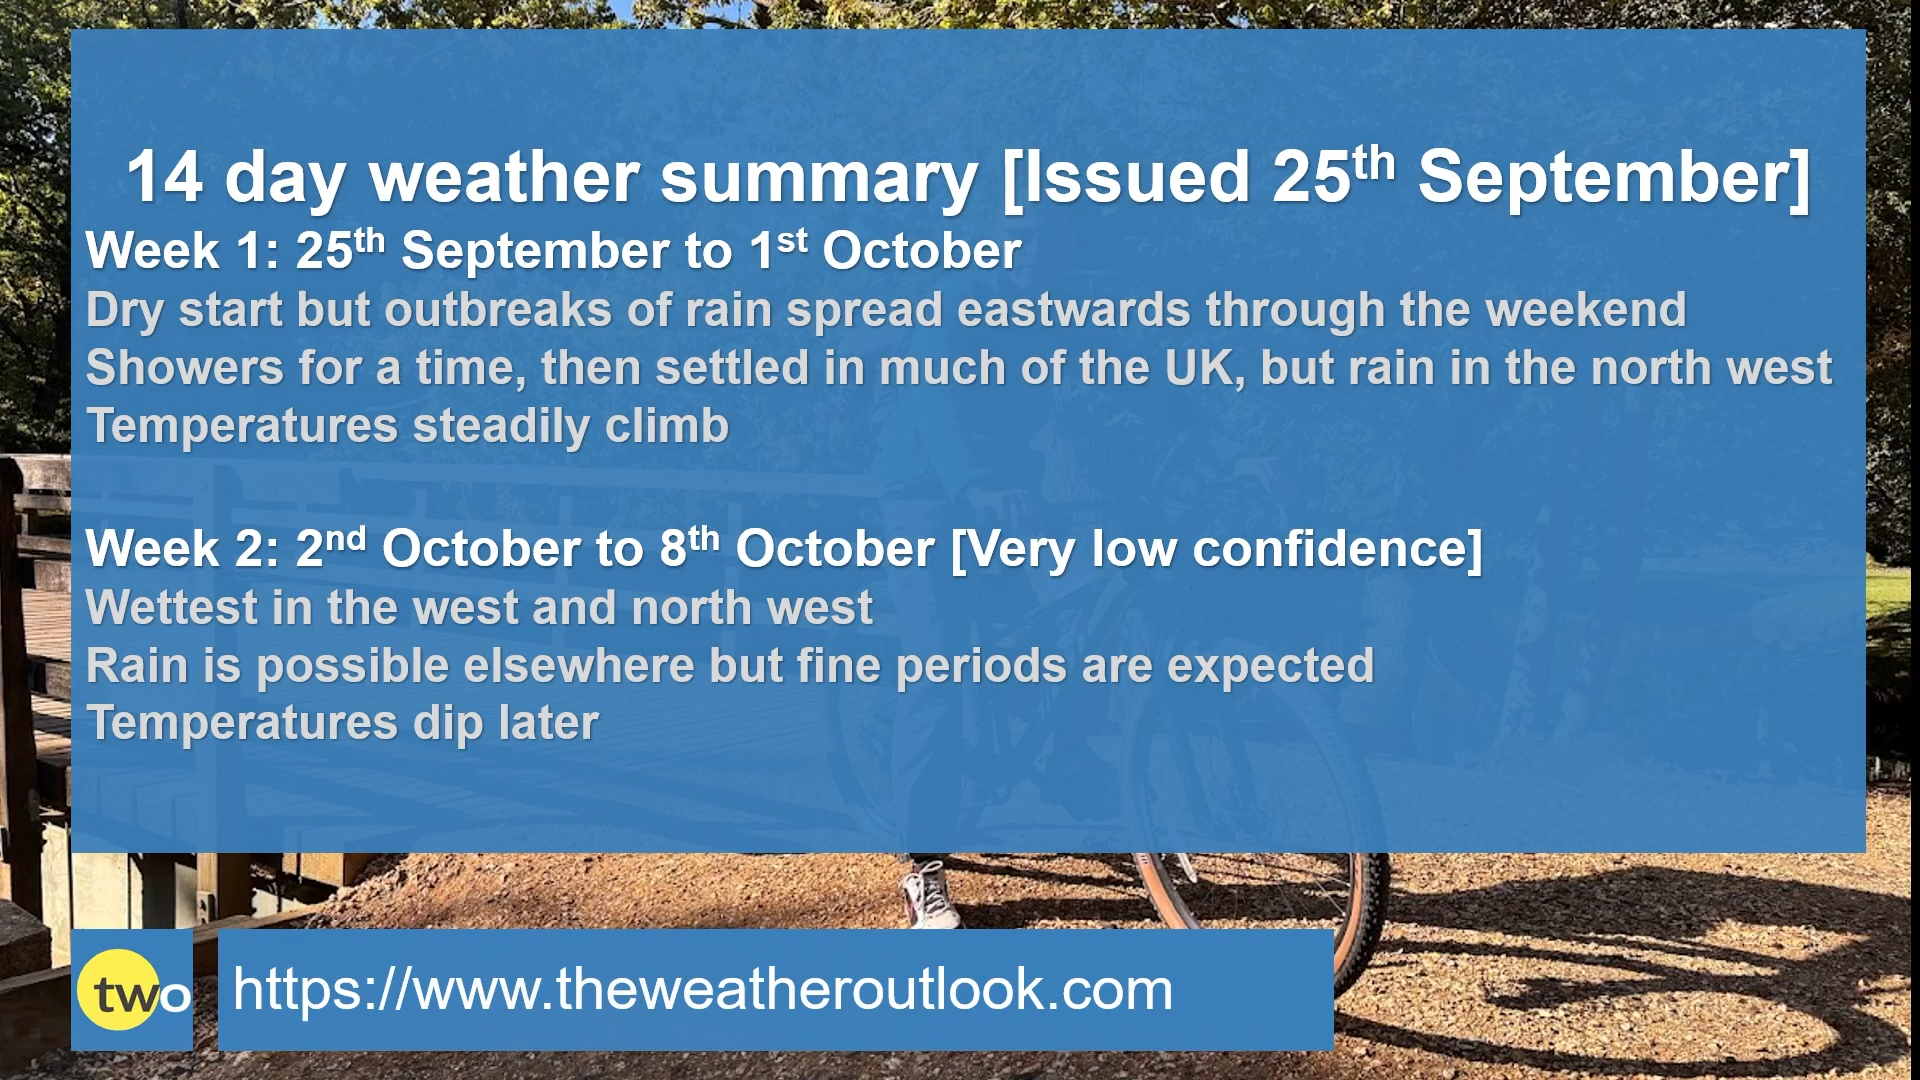 14 day weather summary [Issued 25th September]
Week 1: 25th September to 1st October
Dry start but outbreaks of rain spread eastwards through the weekend
Showers for a time, then settled in much of the UK, but rain in the north west
Temperatures steadily climb
Week 2: 2nd October to 8th October [Very low confidence]
Wettest in the west and north west
Rain is possible elsewhere but fine periods are expected
Temperatures dip later
two
https://www.theweatheroutlook.com